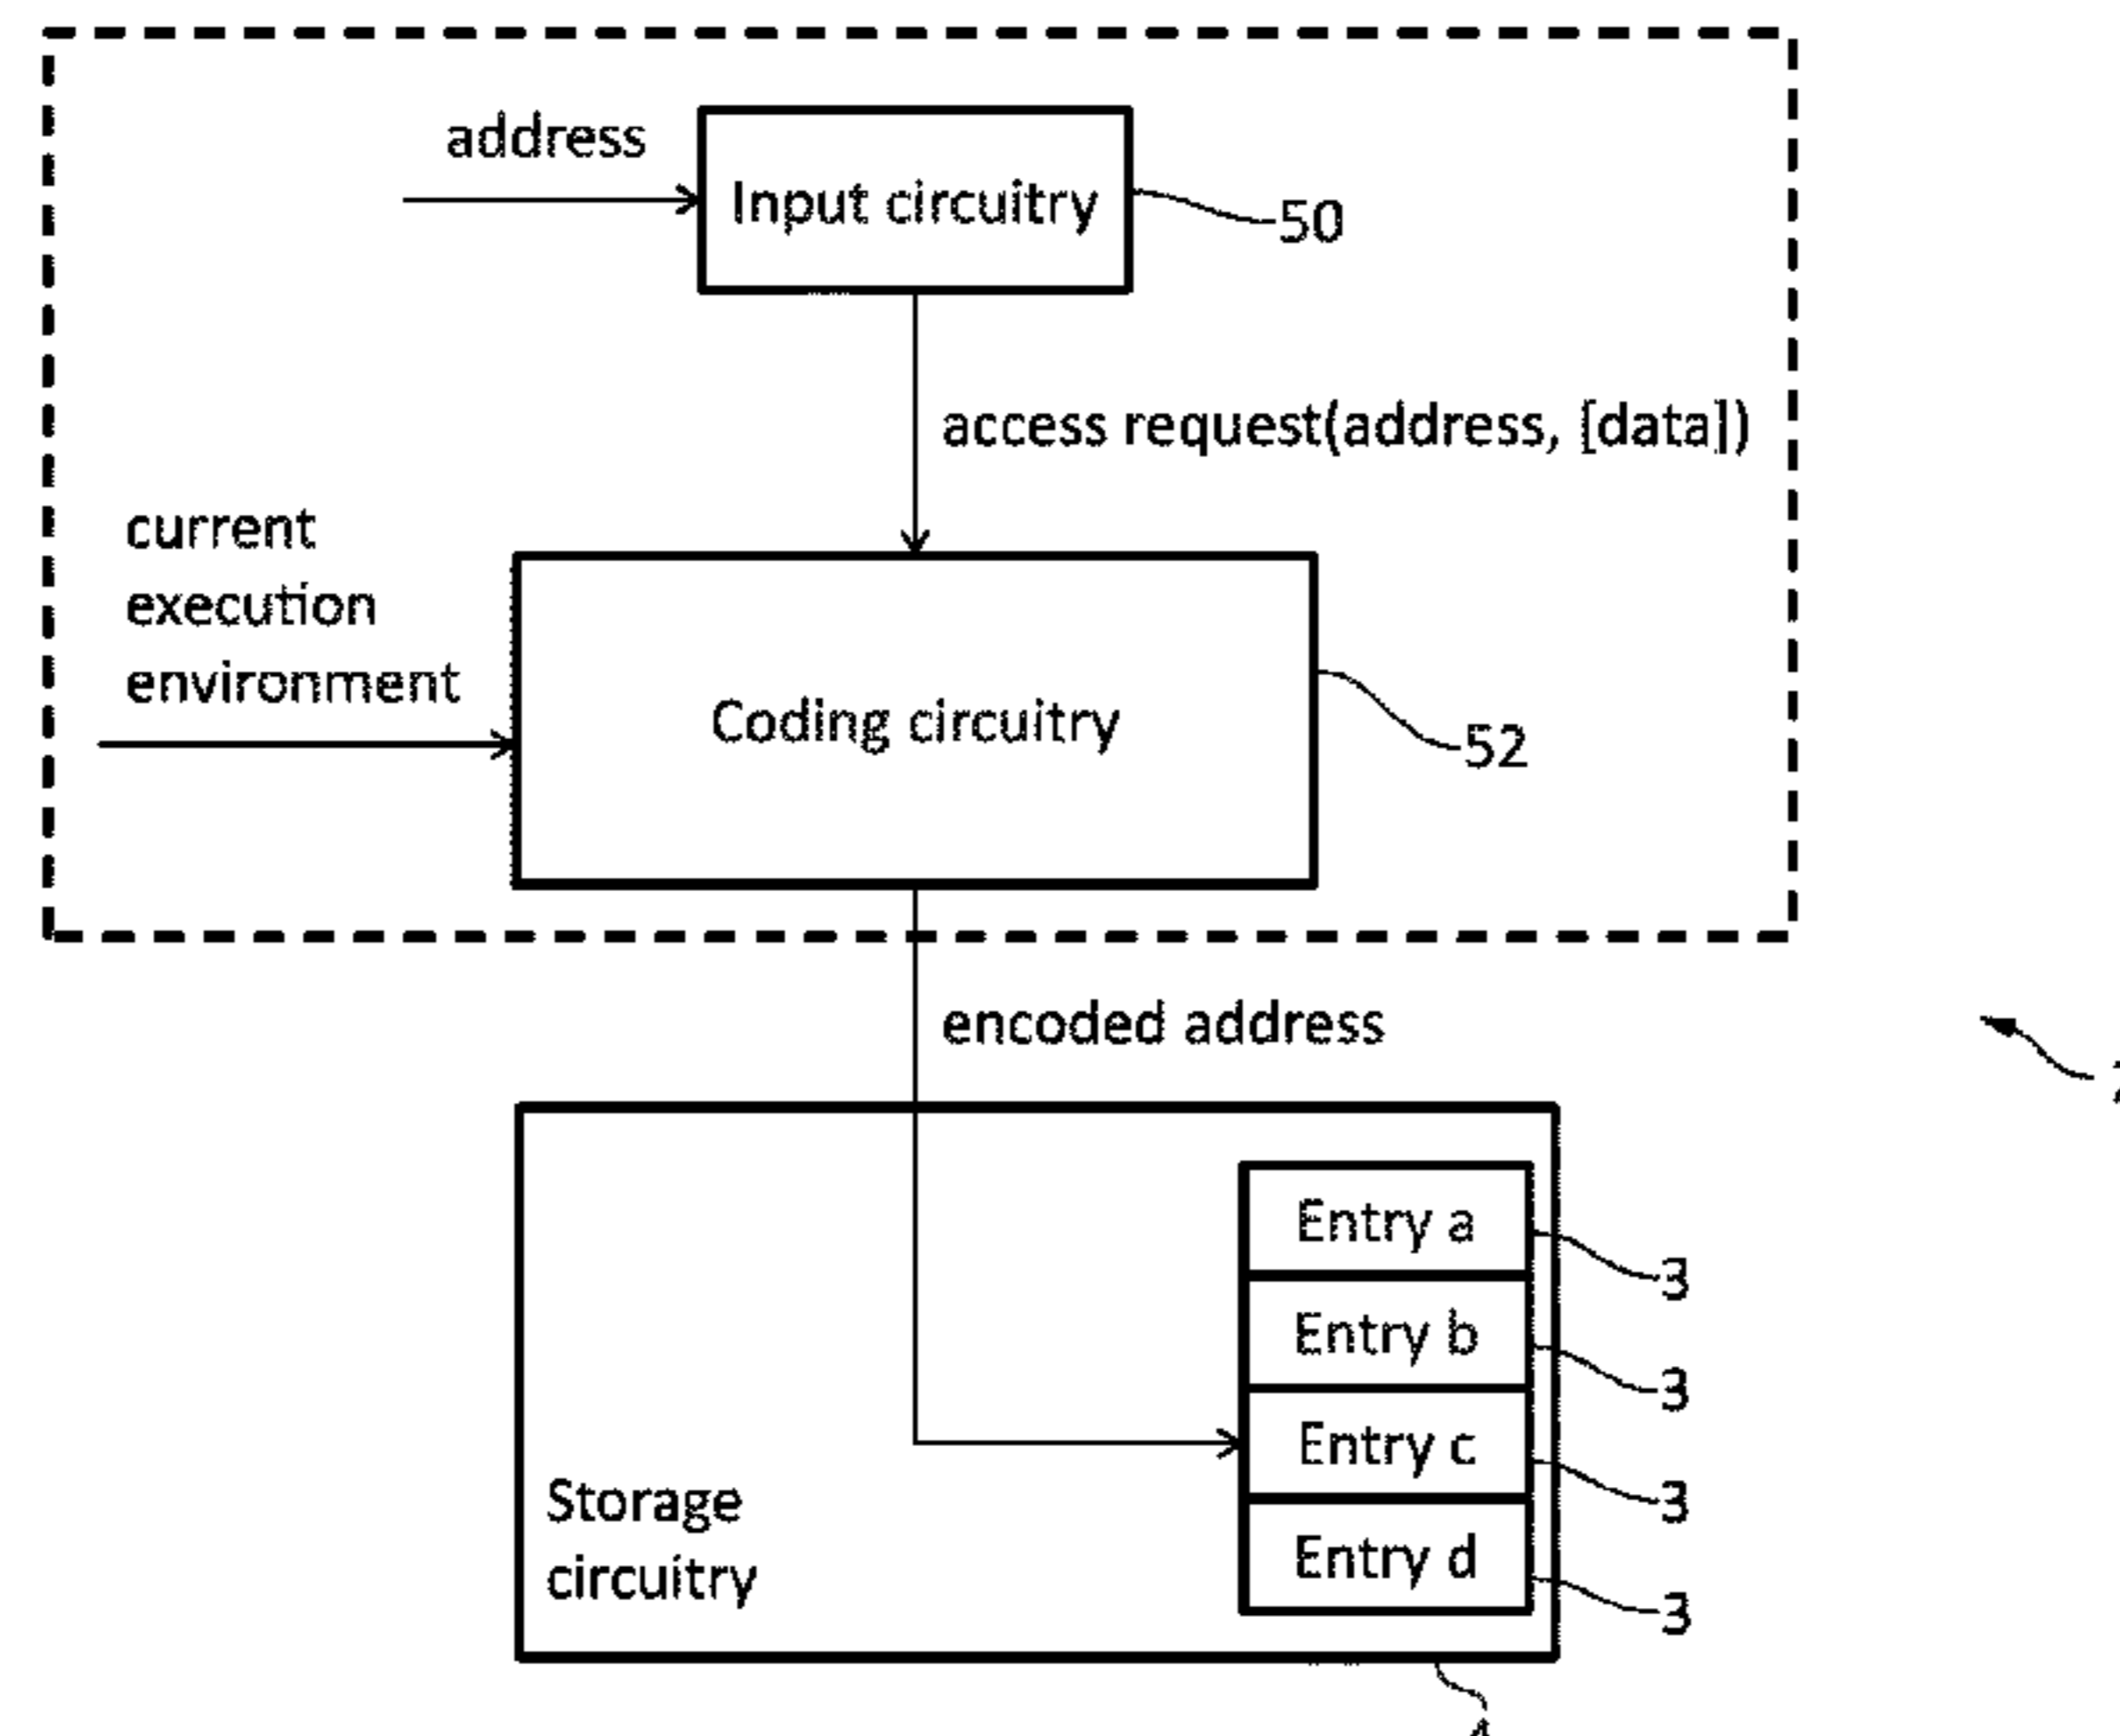 address
Input circuitry
50
access request(address, [data])
current
execution
environment
Coding circuitry
52
encoded address
Entry a
3
Entry b
3
Entry c
3
Storage
circuitry
Entry d
3